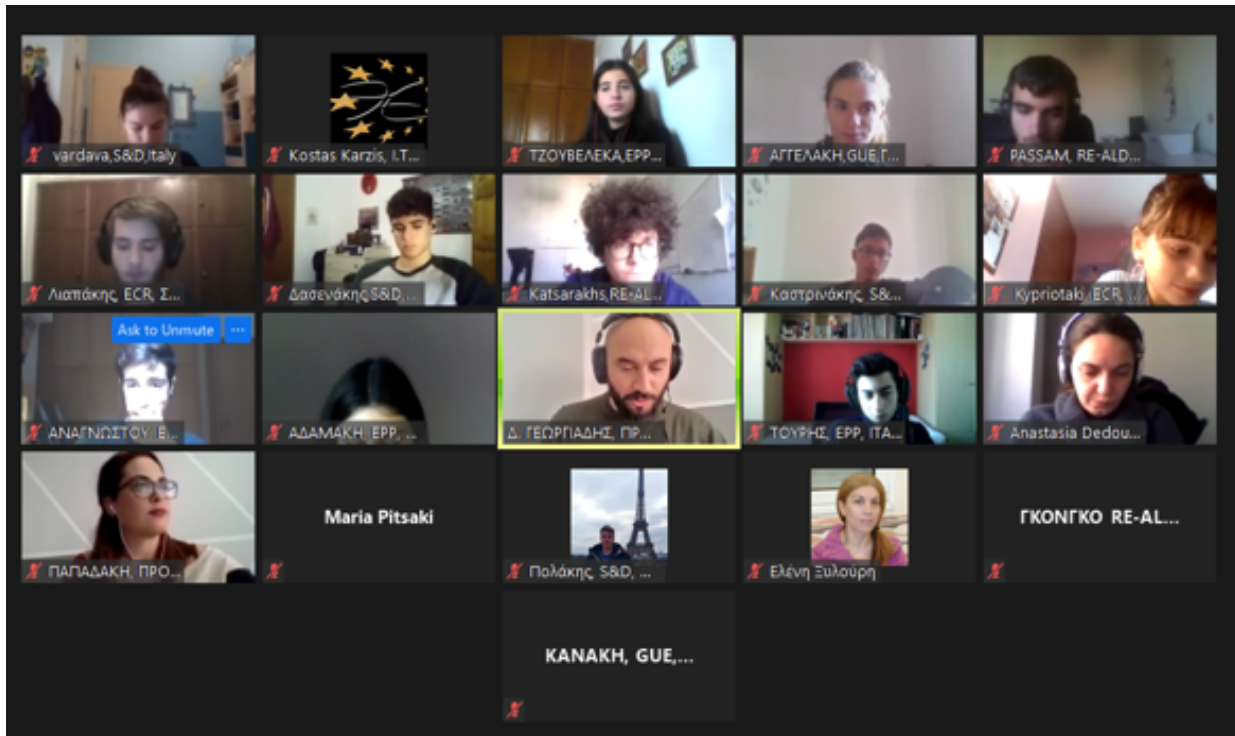 vardava,S&D,Italy
Kostas Karzis, I.T...
ΤΖΟΥΒΕΛΕΚΑ,EPP...
ΑΓΓΕΛΑΚΗ,GUE,Γ...
PASSAM, RE-ALD...
Λιαπάκης, ECR, Σ...
Δασενάκης,S&D,...
Katsarakhs,RE-AL...
Καστρινάκης, S&...
Kypriotaki (ECR, ...
Ask to Unmute ...
ΑΝΑΓΝΩΣΤΟΥ, E...
ΑΔΑΜΑΚΗ, EPP, ...
Δ. ΓΕΩΡΓΙΑΔΗΣ, ΠΡ...
ΤΟΥΡΗΣ, EPP, ITA...
Anastasia Dedou...
ΠΑΠΑΔΑΚΗ, ΠΡΟ...
Maria Pitsaki
Πολάκης, S&D, ...
Ελένη Ξυλούρη
ΓΚΟΝΓΚΟ RE-AL...
ΚΑΝΑΚΗ, GUE,...